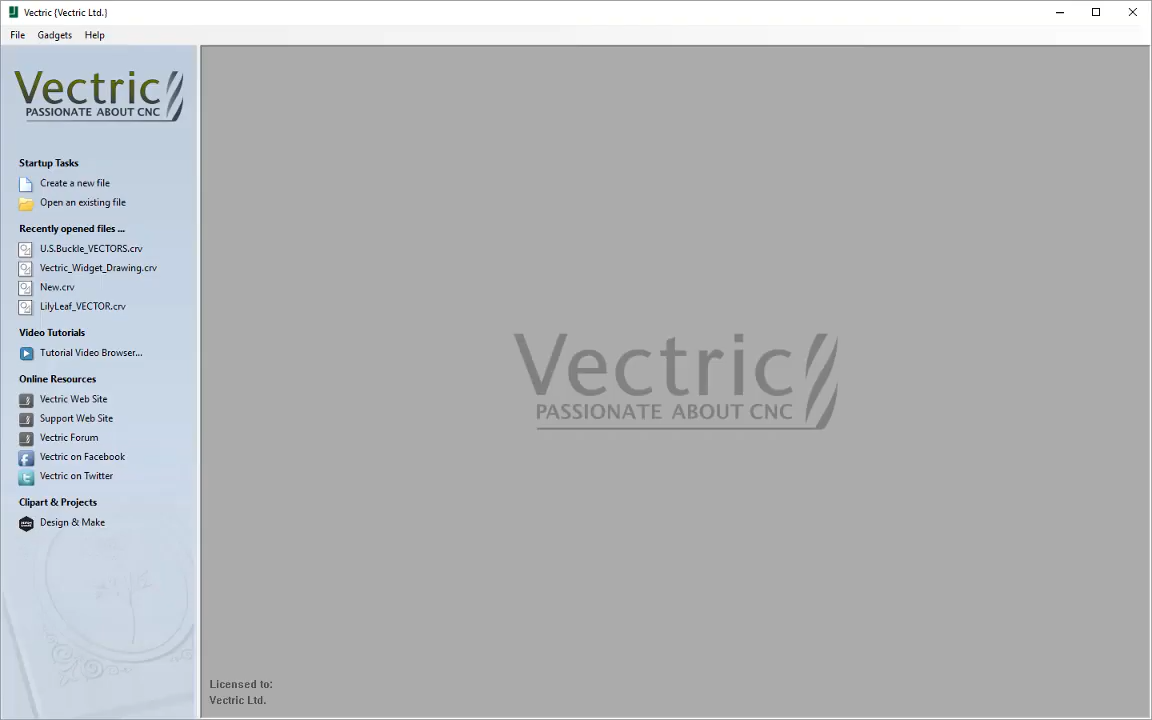 Vectric {Vectric Ltd.}
File Gadgets Help
Vectric
PASSIONATE ABOUT CNC
Startup Tasks
Create a new file
Open an existing file
Recently opened files ...
U.S.Buckle_VECTORS.crv
Vectric_Widget_Drawing.crv
New.crv
LilyLeaf_VECTOR.crv
Video Tutorials
Tutorial Video Browser...
Online Resources
Vectric Web Site
Support Web Site
Vectric Forum
Vectric on Facebook
Vectric on Twitter
Clipart & Projects
Design & Make
Vectric
PASSIONATE ABOUT CNC
Licensed to:
Vectric Ltd.